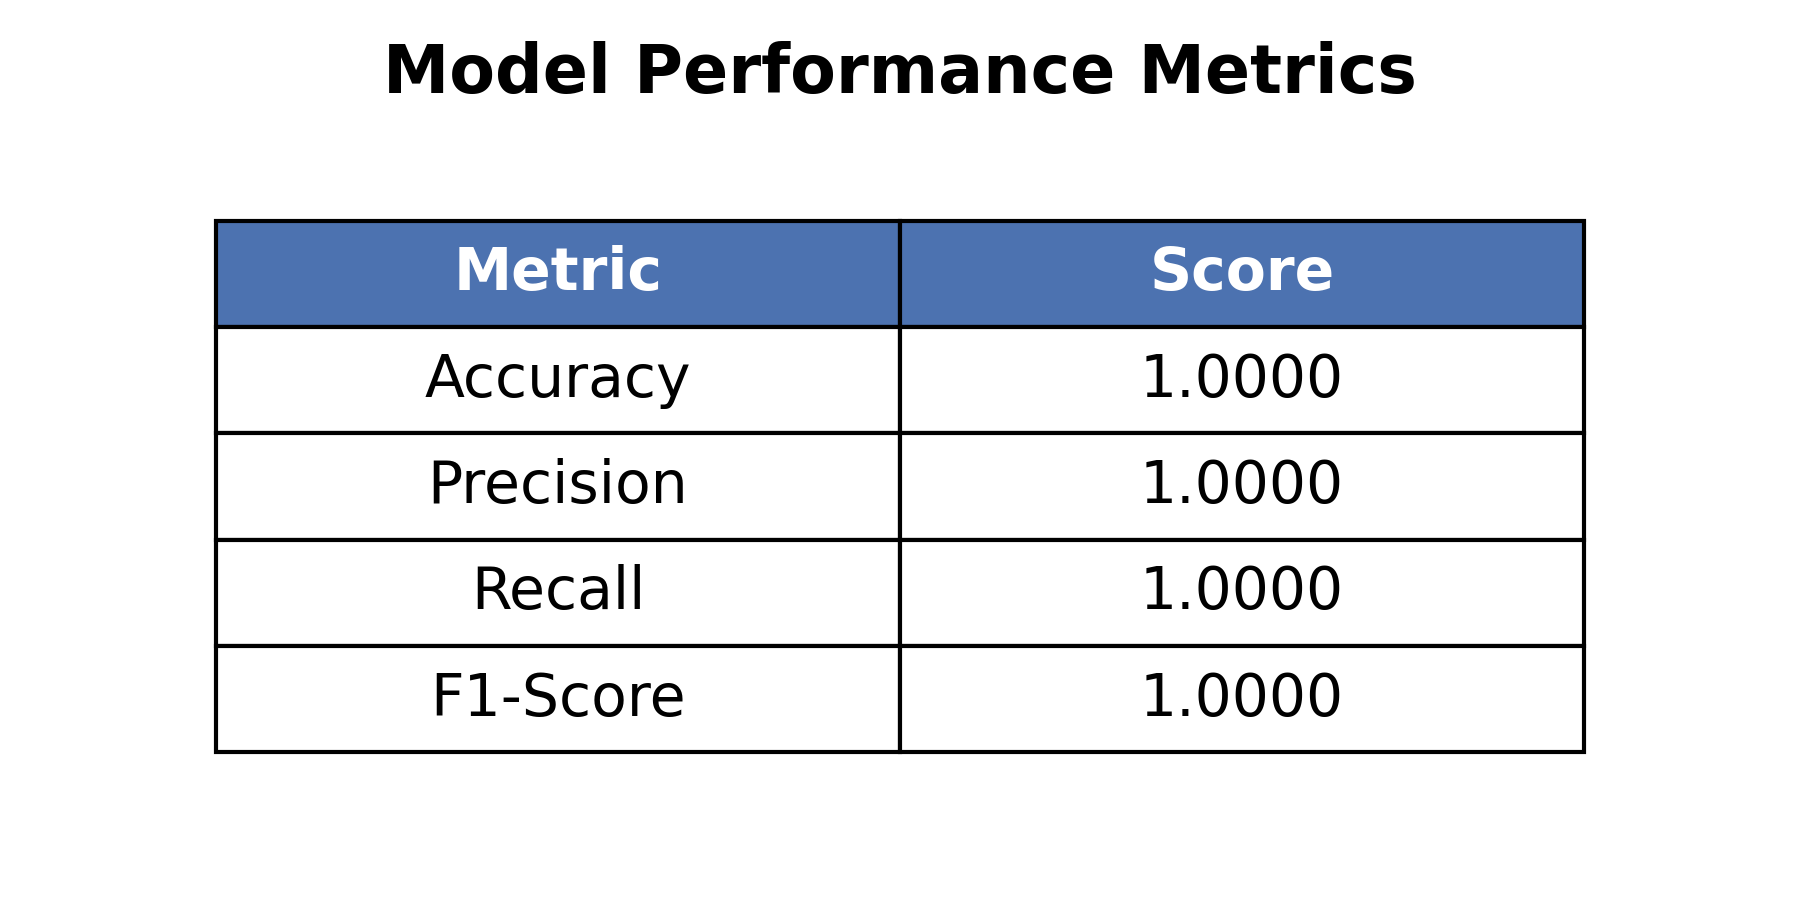 Model Performance Metrics
Metric Score
Accuracy 1.0000
Precision 1.0000
Recall 1.0000
F1-Score 1.0000